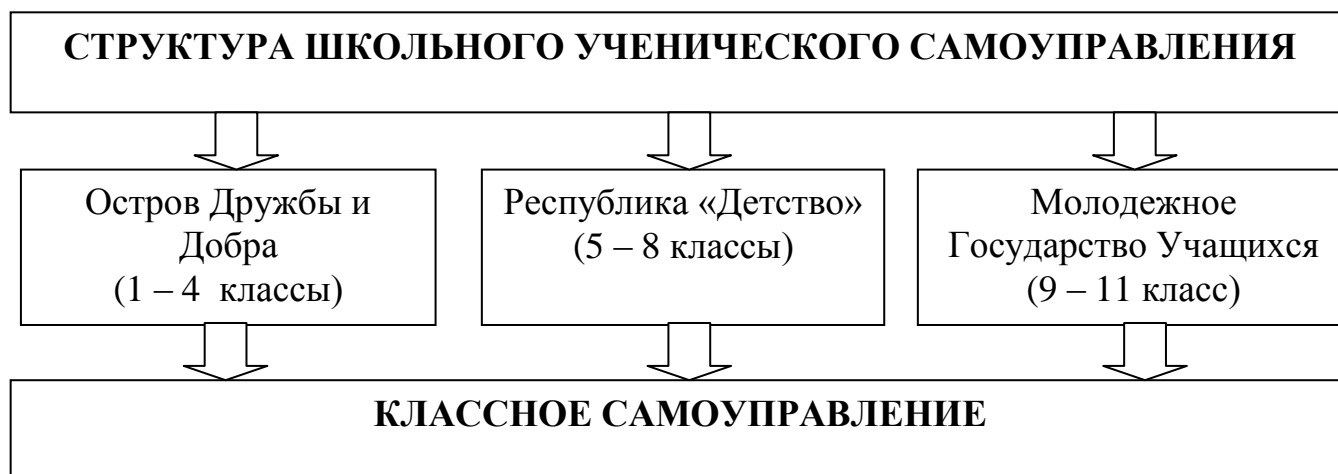 СТРУКТУРА ШКОЛЬНОГО УЧЕНИЧЕСКОГО САМОУПРАВЛЕНИЯ
Остров Дружбы и
Добра
(1 – 4 классы)
Республика «Детство»
(5 – 8 классы)
Молодежное
Государство Учащихся
(9 – 11 класс)
КЛАССНОЕ САМОУПРАВЛЕНИЕ